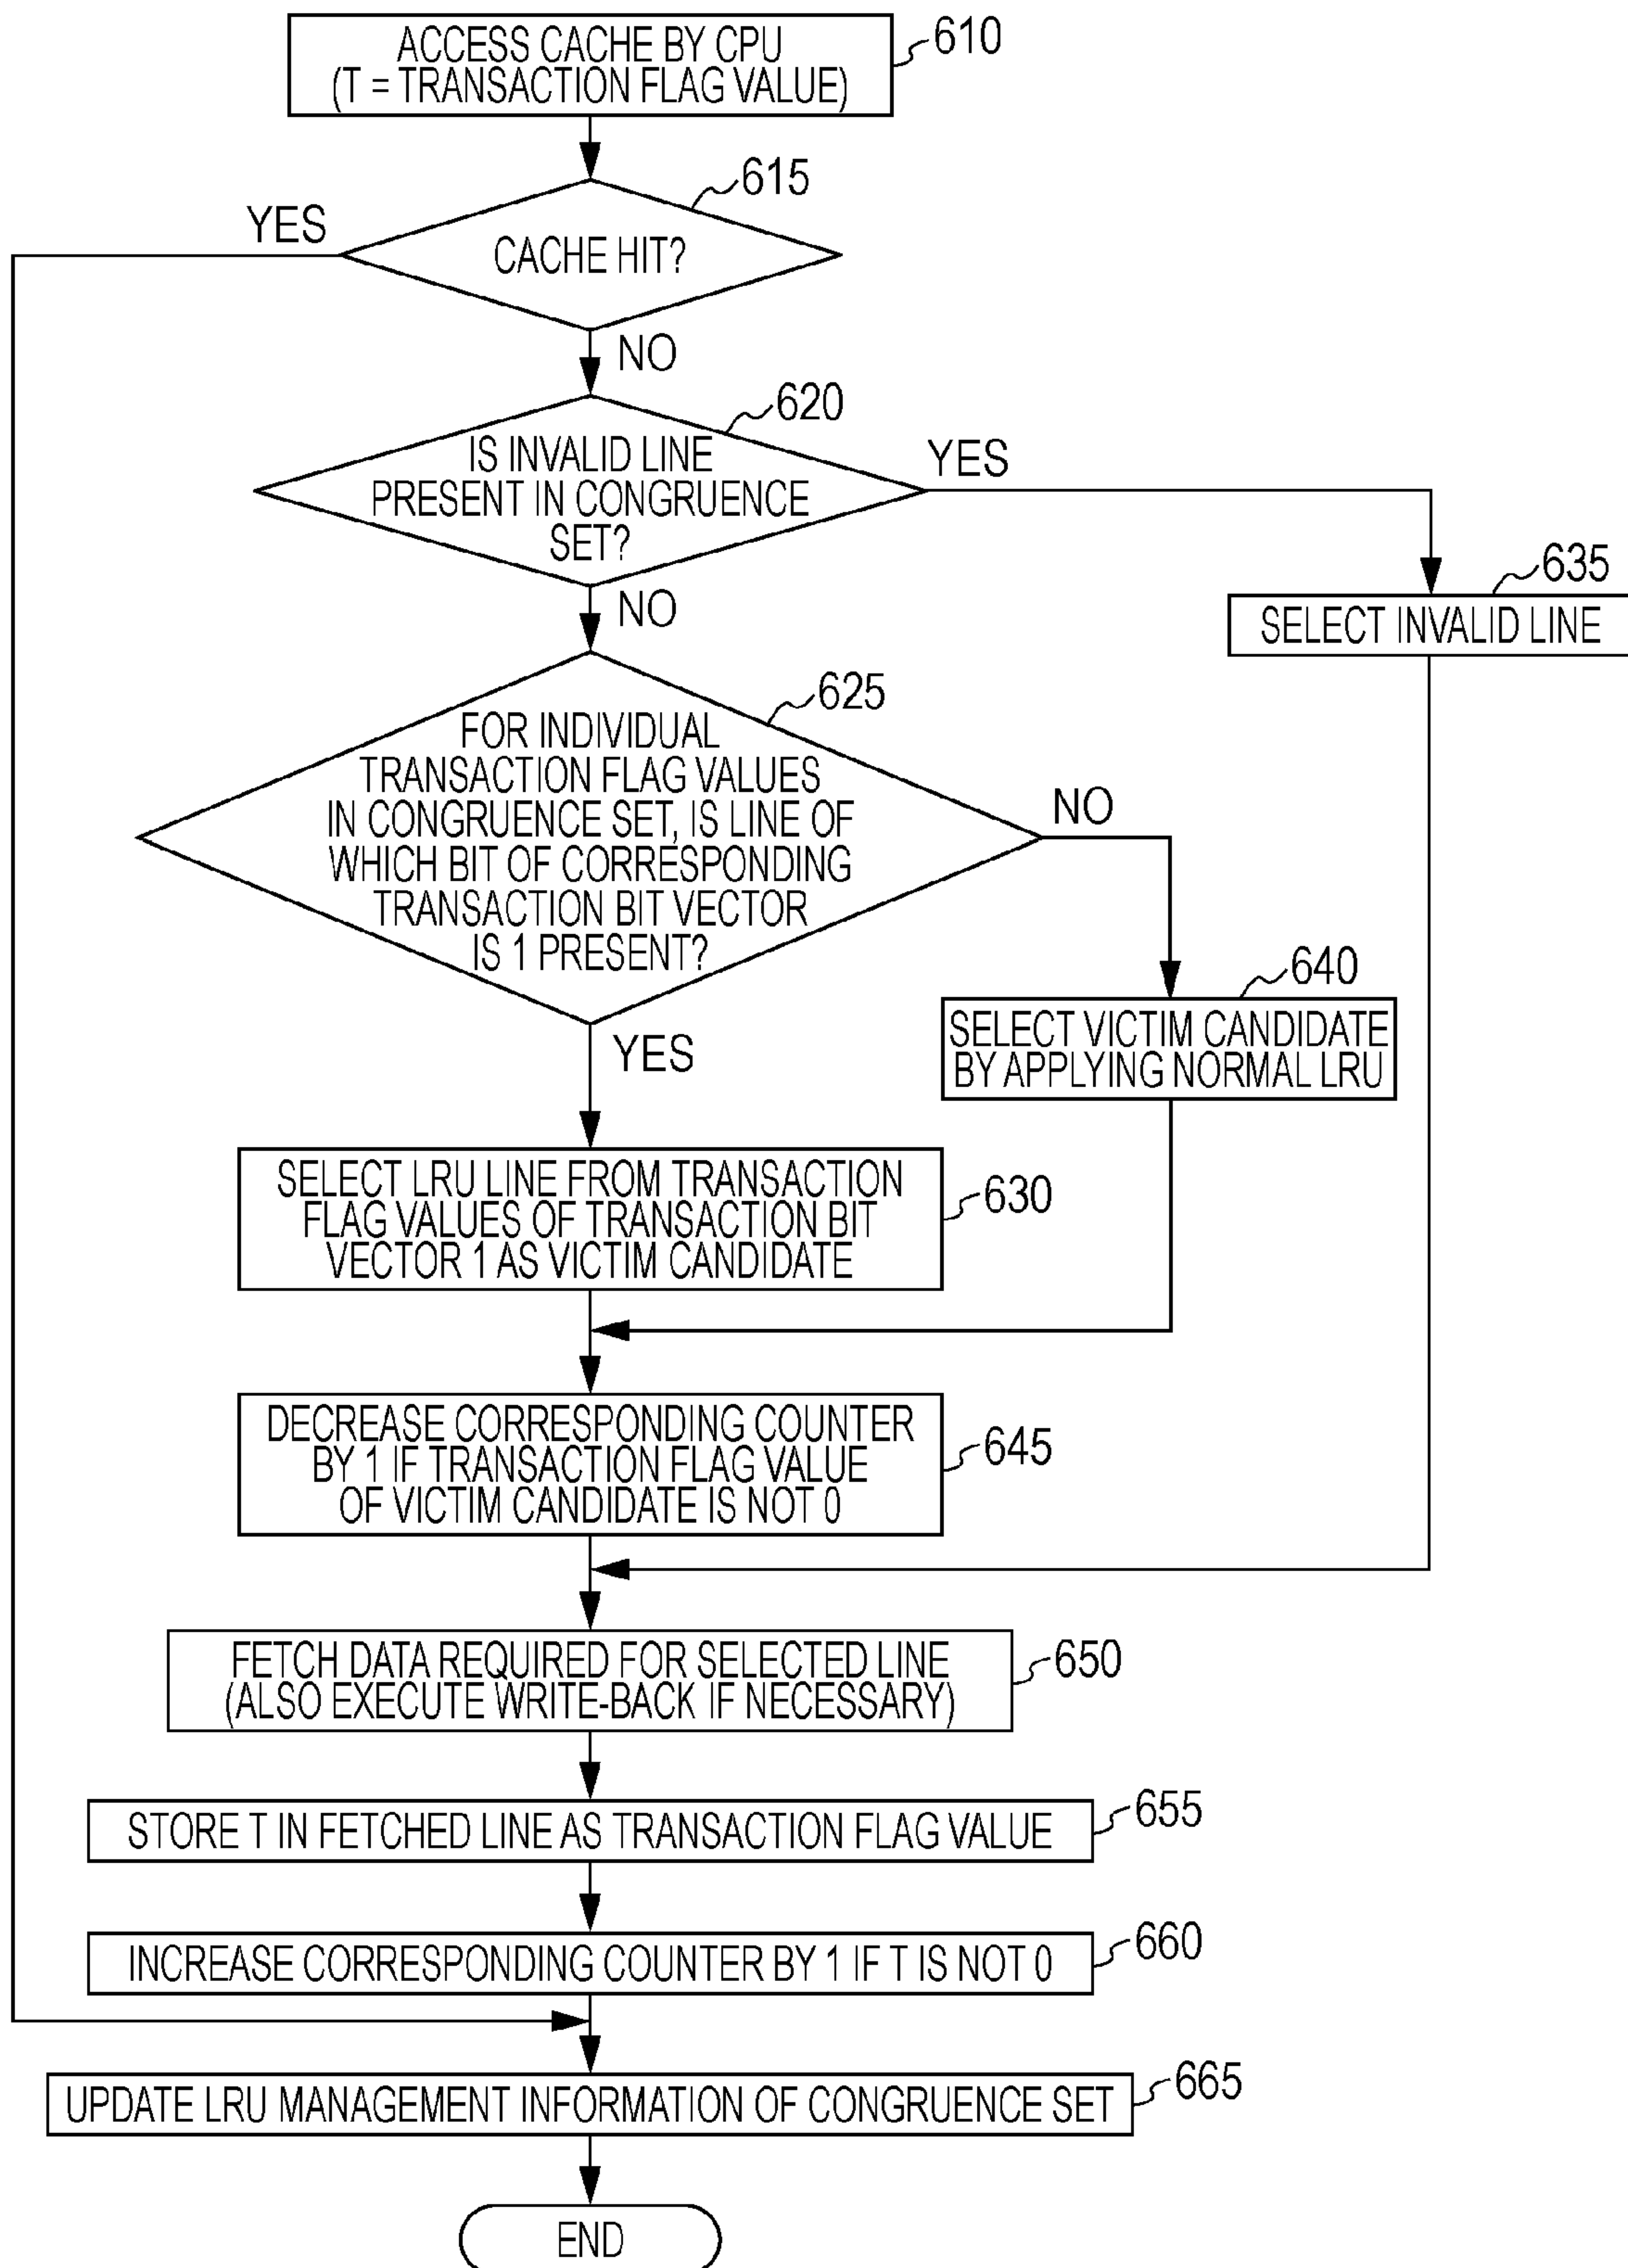 ACCESS CACHE BY CPU
(T = TRANSACTION FLAG VALUE)
610
615
YES
CACHE HIT?
NO
620
IS INVALID LINE
PRESENT IN CONGRUENCE
SET?
YES
635
SELECT INVALID LINE
NO
625
FOR INDIVIDUAL
TRANSACTION FLAG VALUES
IN CONGRUENCE SET, IS LINE OF
WHICH BIT OF CORRESPONDING
TRANSACTION BIT VECTOR
IS 1 PRESENT?
NO
640
SELECT VICTIM CANDIDATE
BY APPLYING NORMAL LRU
YES
SELECT LRU LINE FROM TRANSACTION
FLAG VALUES OF TRANSACTION BIT
VECTOR 1 AS VICTIM CANDIDATE
630
DECREASE CORRESPONDING COUNTER
BY 1 IF TRANSACTION FLAG VALUE
OF VICTIM CANDIDATE IS NOT 0
645
FETCH DATA REQUIRED FOR SELECTED LINE
(ALSO EXECUTE WRITE-BACK IF NECESSARY)
650
STORE T IN FETCHED LINE AS TRANSACTION FLAG VALUE
655
INCREASE CORRESPONDING COUNTER BY 1 IF T IS NOT 0
660
UPDATE LRU MANAGEMENT INFORMATION OF CONGRUENCE SET
665
END